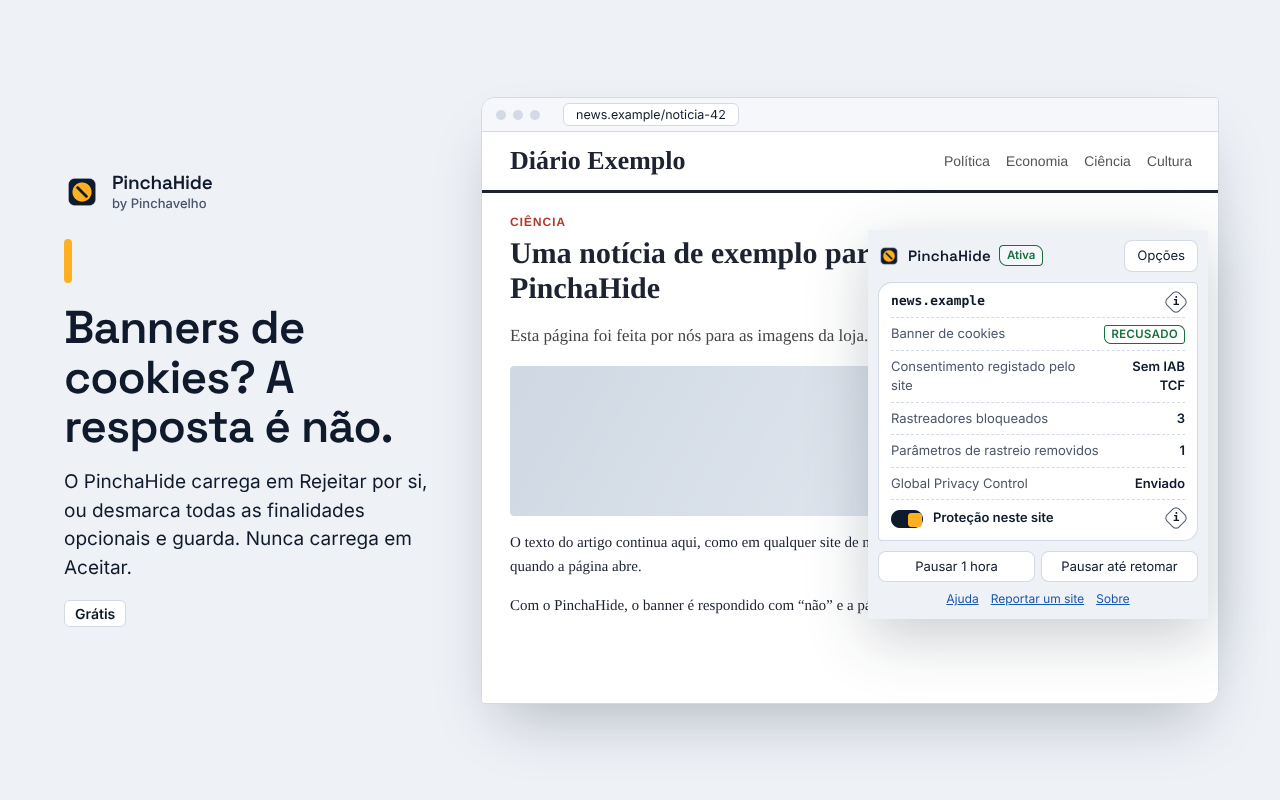 PinchaHide
by Pinchavelho
Banners de
cookies? A
resposta é não.
O PinchaHide carrega em Rejeitar por si,
ou desmarca todas as finalidades
opcionais e guarda. Nunca carrega em
Aceitar.
Grátis
news.example/noticia-42
Diário Exemplo
Política Economia Ciência Cultura
CIÊNCIA
Uma notícia de exemplo par
PinchaHide
Esta página foi feita por nós para as imagens da loja.
O texto do artigo continua aqui, como em qualquer site de n
quando a página abre.
Com o PinchaHide, o banner é respondido com “não” e a pá
PinchaHide Ativa Opções
news.example i
Banner de cookies RECUSADO
Consentimento registado pelo site Sem IAB TCF
Rastreadores bloqueados 3
Parâmetros de rastreio removidos 1
Global Privacy Control Enviado
Proteção neste site i
Pausar 1 hora Pausar até retomar
Ajuda Reportar um site Sobre